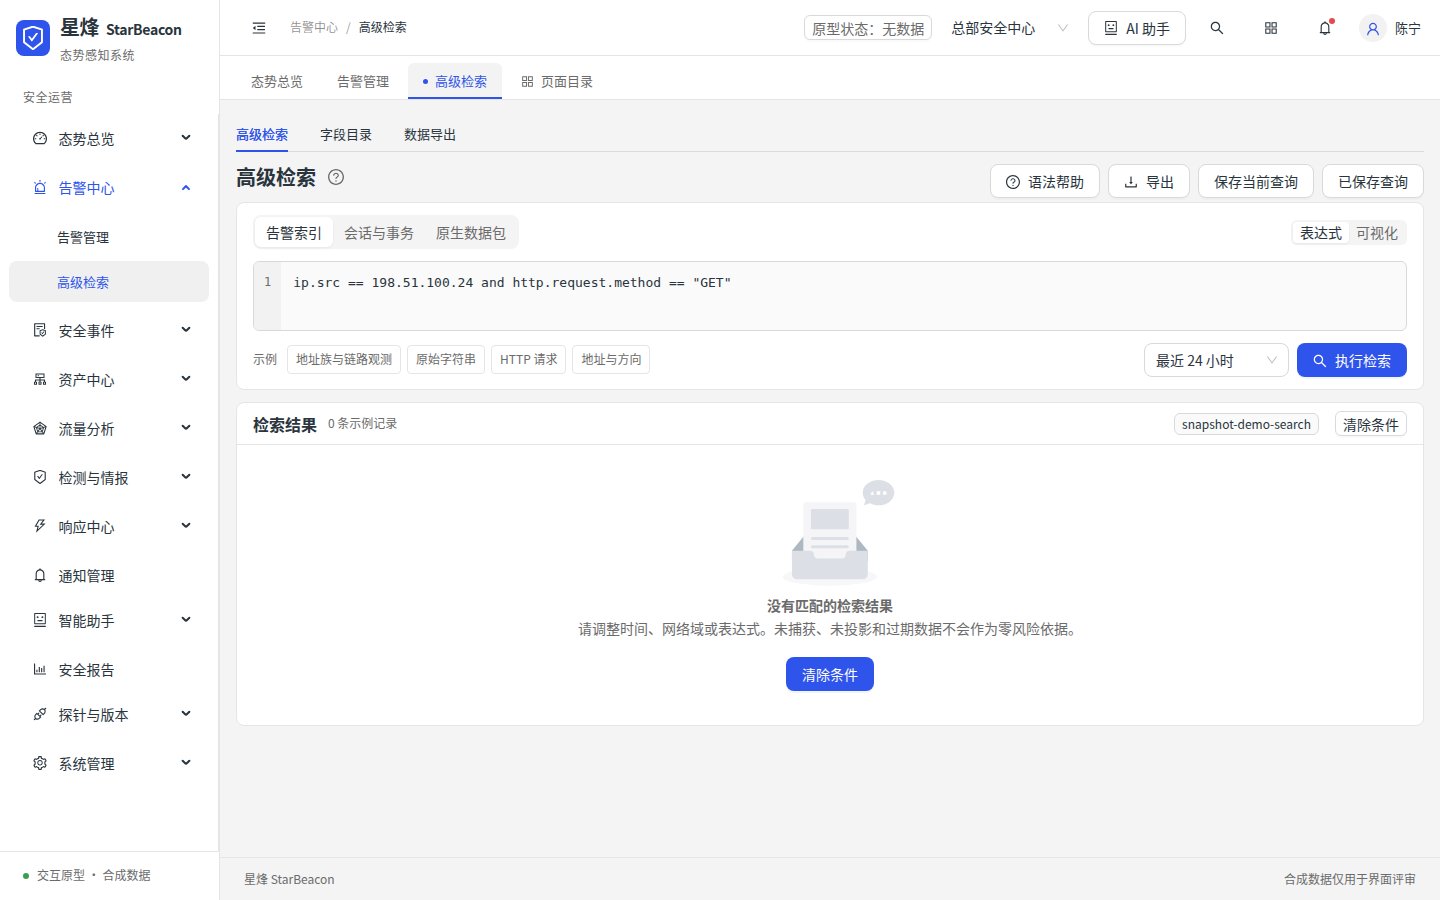 星烽 StarBeacon
态势感知系统
安全运营
态势总览
告警中心
告警管理
高级检索
安全事件
资产中心
流量分析
检测与情报
响应中心
通知管理
智能助手
安全报告
探针与版本
系统管理
交互原型 · 合成数据
告警中心 / 高级检索
原型状态：无数据
总部安全中心
AI 助手
陈宁
态势总览
告警管理
高级检索
页面目录
高级检索
字段目录
数据导出
高级检索
语法帮助
导出
保存当前查询
已保存查询
告警索引
会话与事务
原生数据包
表达式
可视化
1
ip.src == 198.51.100.24 and http.request.method == "GET"
示例
地址族与链路观测
原始字符串
HTTP 请求
地址与方向
最近 24 小时
执行检索
检索结果
0 条示例记录
snapshot-demo-search
清除条件
没有匹配的检索结果
请调整时间、网络域或表达式。未捕获、未投影和过期数据不会作为零风险依据。
清除条件
星烽 StarBeacon
合成数据仅用于界面评审